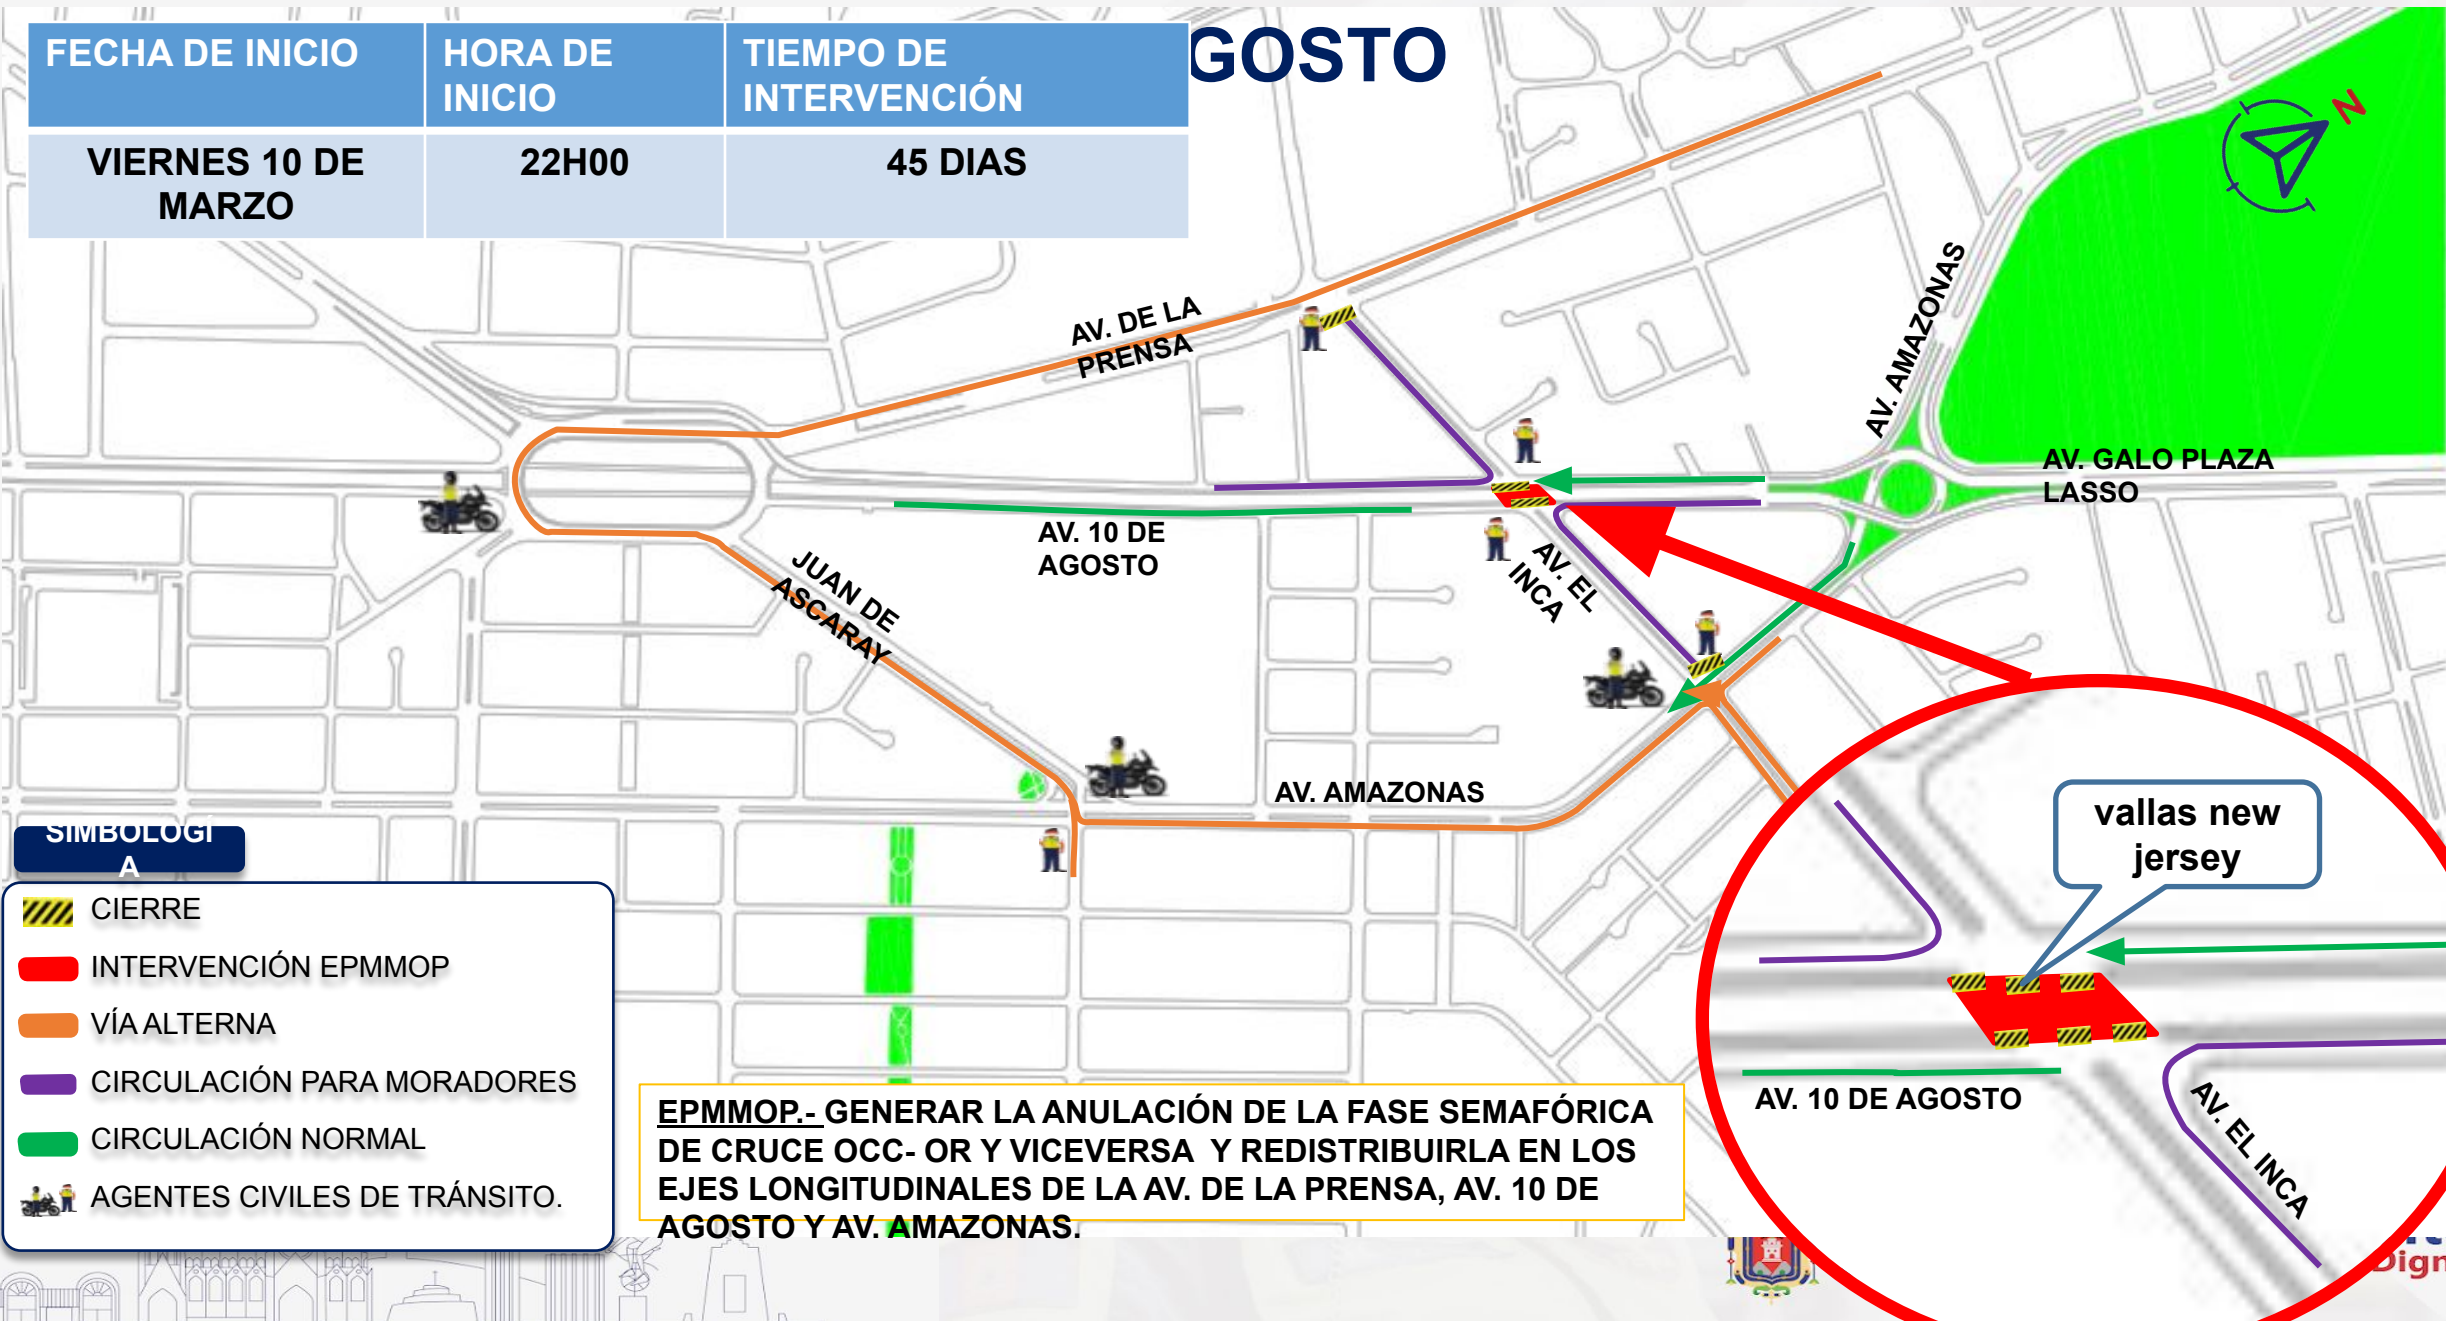 GOSTO
FECHA DE INICIO
HORA DE
INICIO
TIEMPO DE
INTERVENCIÓN
VIERNES 10 DE
MARZO
22H00
45 DIAS
N
AV. DE LA
PRENSA
AV. AMAZONAS
AV. GALO PLAZA
LASSO
AV. 10 DE
AGOSTO
AV. EL
INCA
JUAN DE
ASCARAY
AV. AMAZONAS
vallas new
jersey
SIMBOLOGÍ
A
CIERRE
INTERVENCIÓN EPMMOP
VÍA ALTERNA
CIRCULACIÓN PARA MORADORES
CIRCULACIÓN NORMAL
AGENTES CIVILES DE TRÁNSITO.
EPMMOP.- GENERAR LA ANULACIÓN DE LA FASE SEMAFÓRICA
DE CRUCE OCC- OR Y VICEVERSA Y REDISTRIBUIRLA EN LOS
EJES LONGITUDINALES DE LA AV. DE LA PRENSA, AV. 10 DE
AGOSTO Y AV. AMAZONAS.
AV. 10 DE AGOSTO
AV. EL INCA
Dign